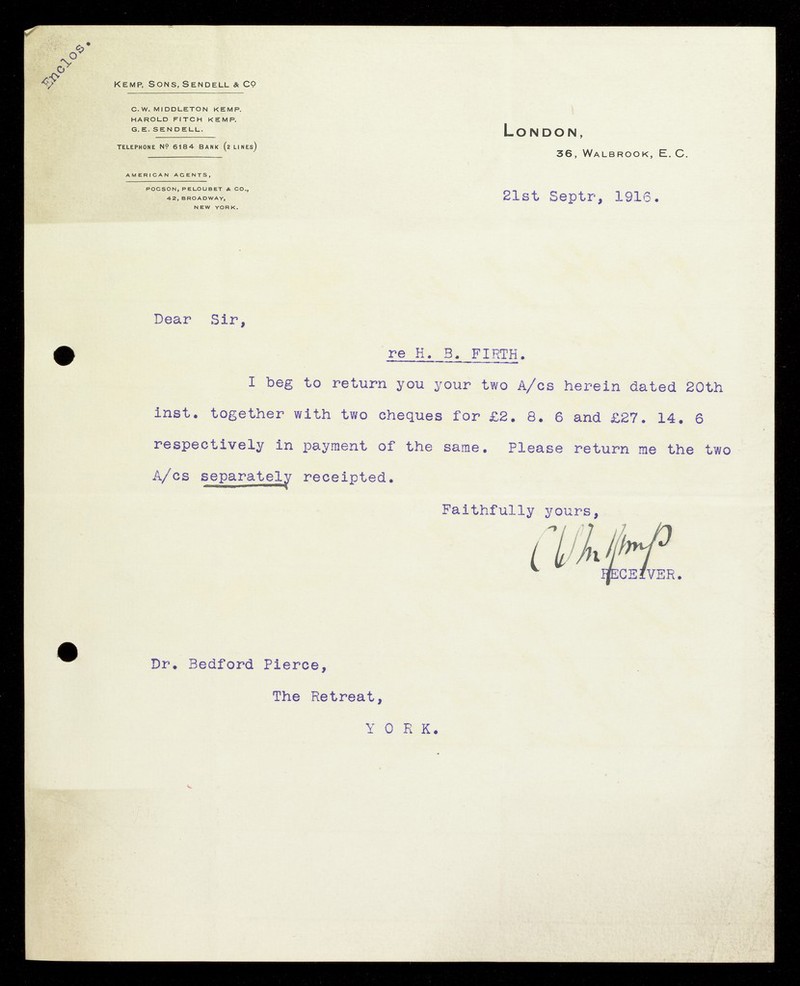 Enclos.
KEMP, SONS, SENDELL & Co
C. W. MIDDLETON KEMP.
HAROLD FITCH KEMP.
G. E. SENDELL.
TELEPHONE No 6184 BANK (2 LINES)
AMERICAN AGENTS,
POGSON, PELOUBET & CO.,
42, BROADWAY,
NEW YORK.
LONDON,
36, WALBROOK, E. C.
21st Septr, 1916.
Dear Sir,
re H. B. FIRTH.
I beg to return you your two A/cs herein dated 20th
inst. together with two cheques for £2. 8. 6 and £27. 14. 6
respectively in payment of the same. Please return me the two
A/cs separately receipted.
Faithfully yours,
C W M Kemp
RECEIVER.
Dr. Bedford Pierce,
The Retreat,
Y O R K.